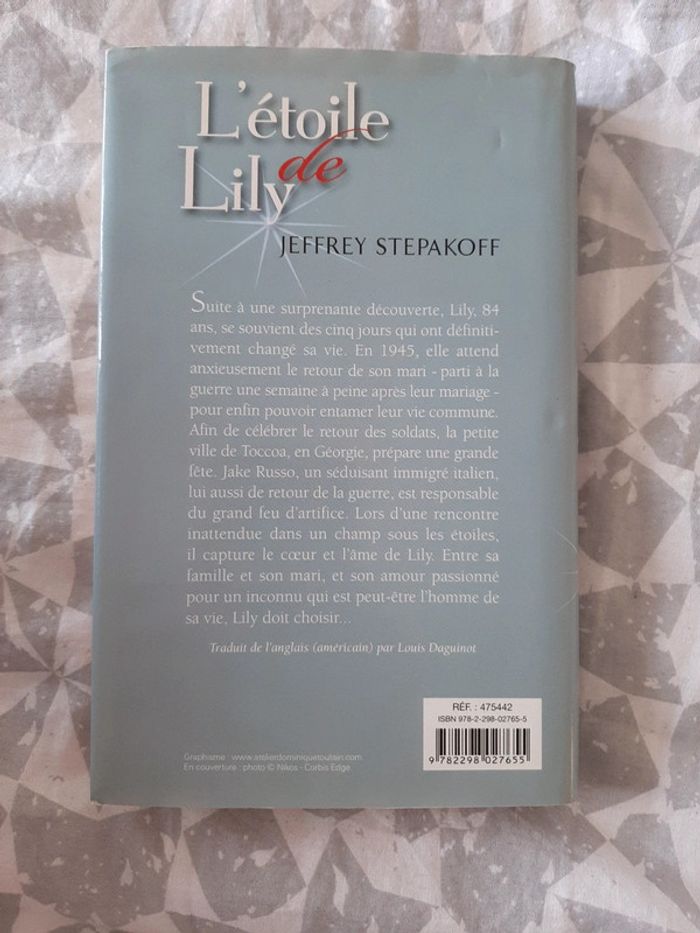 L'étoile
de
Lily
JEFFREY STEPAKOFF
Suite à une surprenante découverte, Lily, 84
ans, se souvient des cinq jours qui ont définiti-
vement changé sa vie. En 1945, elle attend
anxieusement le retour de son mari - parti à la
guerre une semaine à peine après leur mariage -
pour enfin pouvoir entamer leur vie commune.
Afin de célébrer le retour des soldats, la petite
ville de Toccoa, en Géorgie, prépare une grande
fête. Jake Russo, un séduisant immigré italien,
lui aussi de retour de la guerre, est responsable
du grand feu d'artifice. Lors d'une rencontre
inattendue dans un champ sous les étoiles,
il capture le cœur et l'âme de Lily. Entre sa
famille et son mari, et son amour passionné
pour un inconnu qui est peut-être l'homme de
sa vie, Lily doit choisir...
Traduit de l'anglais (américain) par Louis Daguinot
RÉF. : 475442
ISBN 978-2-298-02765-5
9 782298 027655
Graphisme : www.atelierdominiquetoutain.com
En couverture : photo © Nikos - Corbis Edge